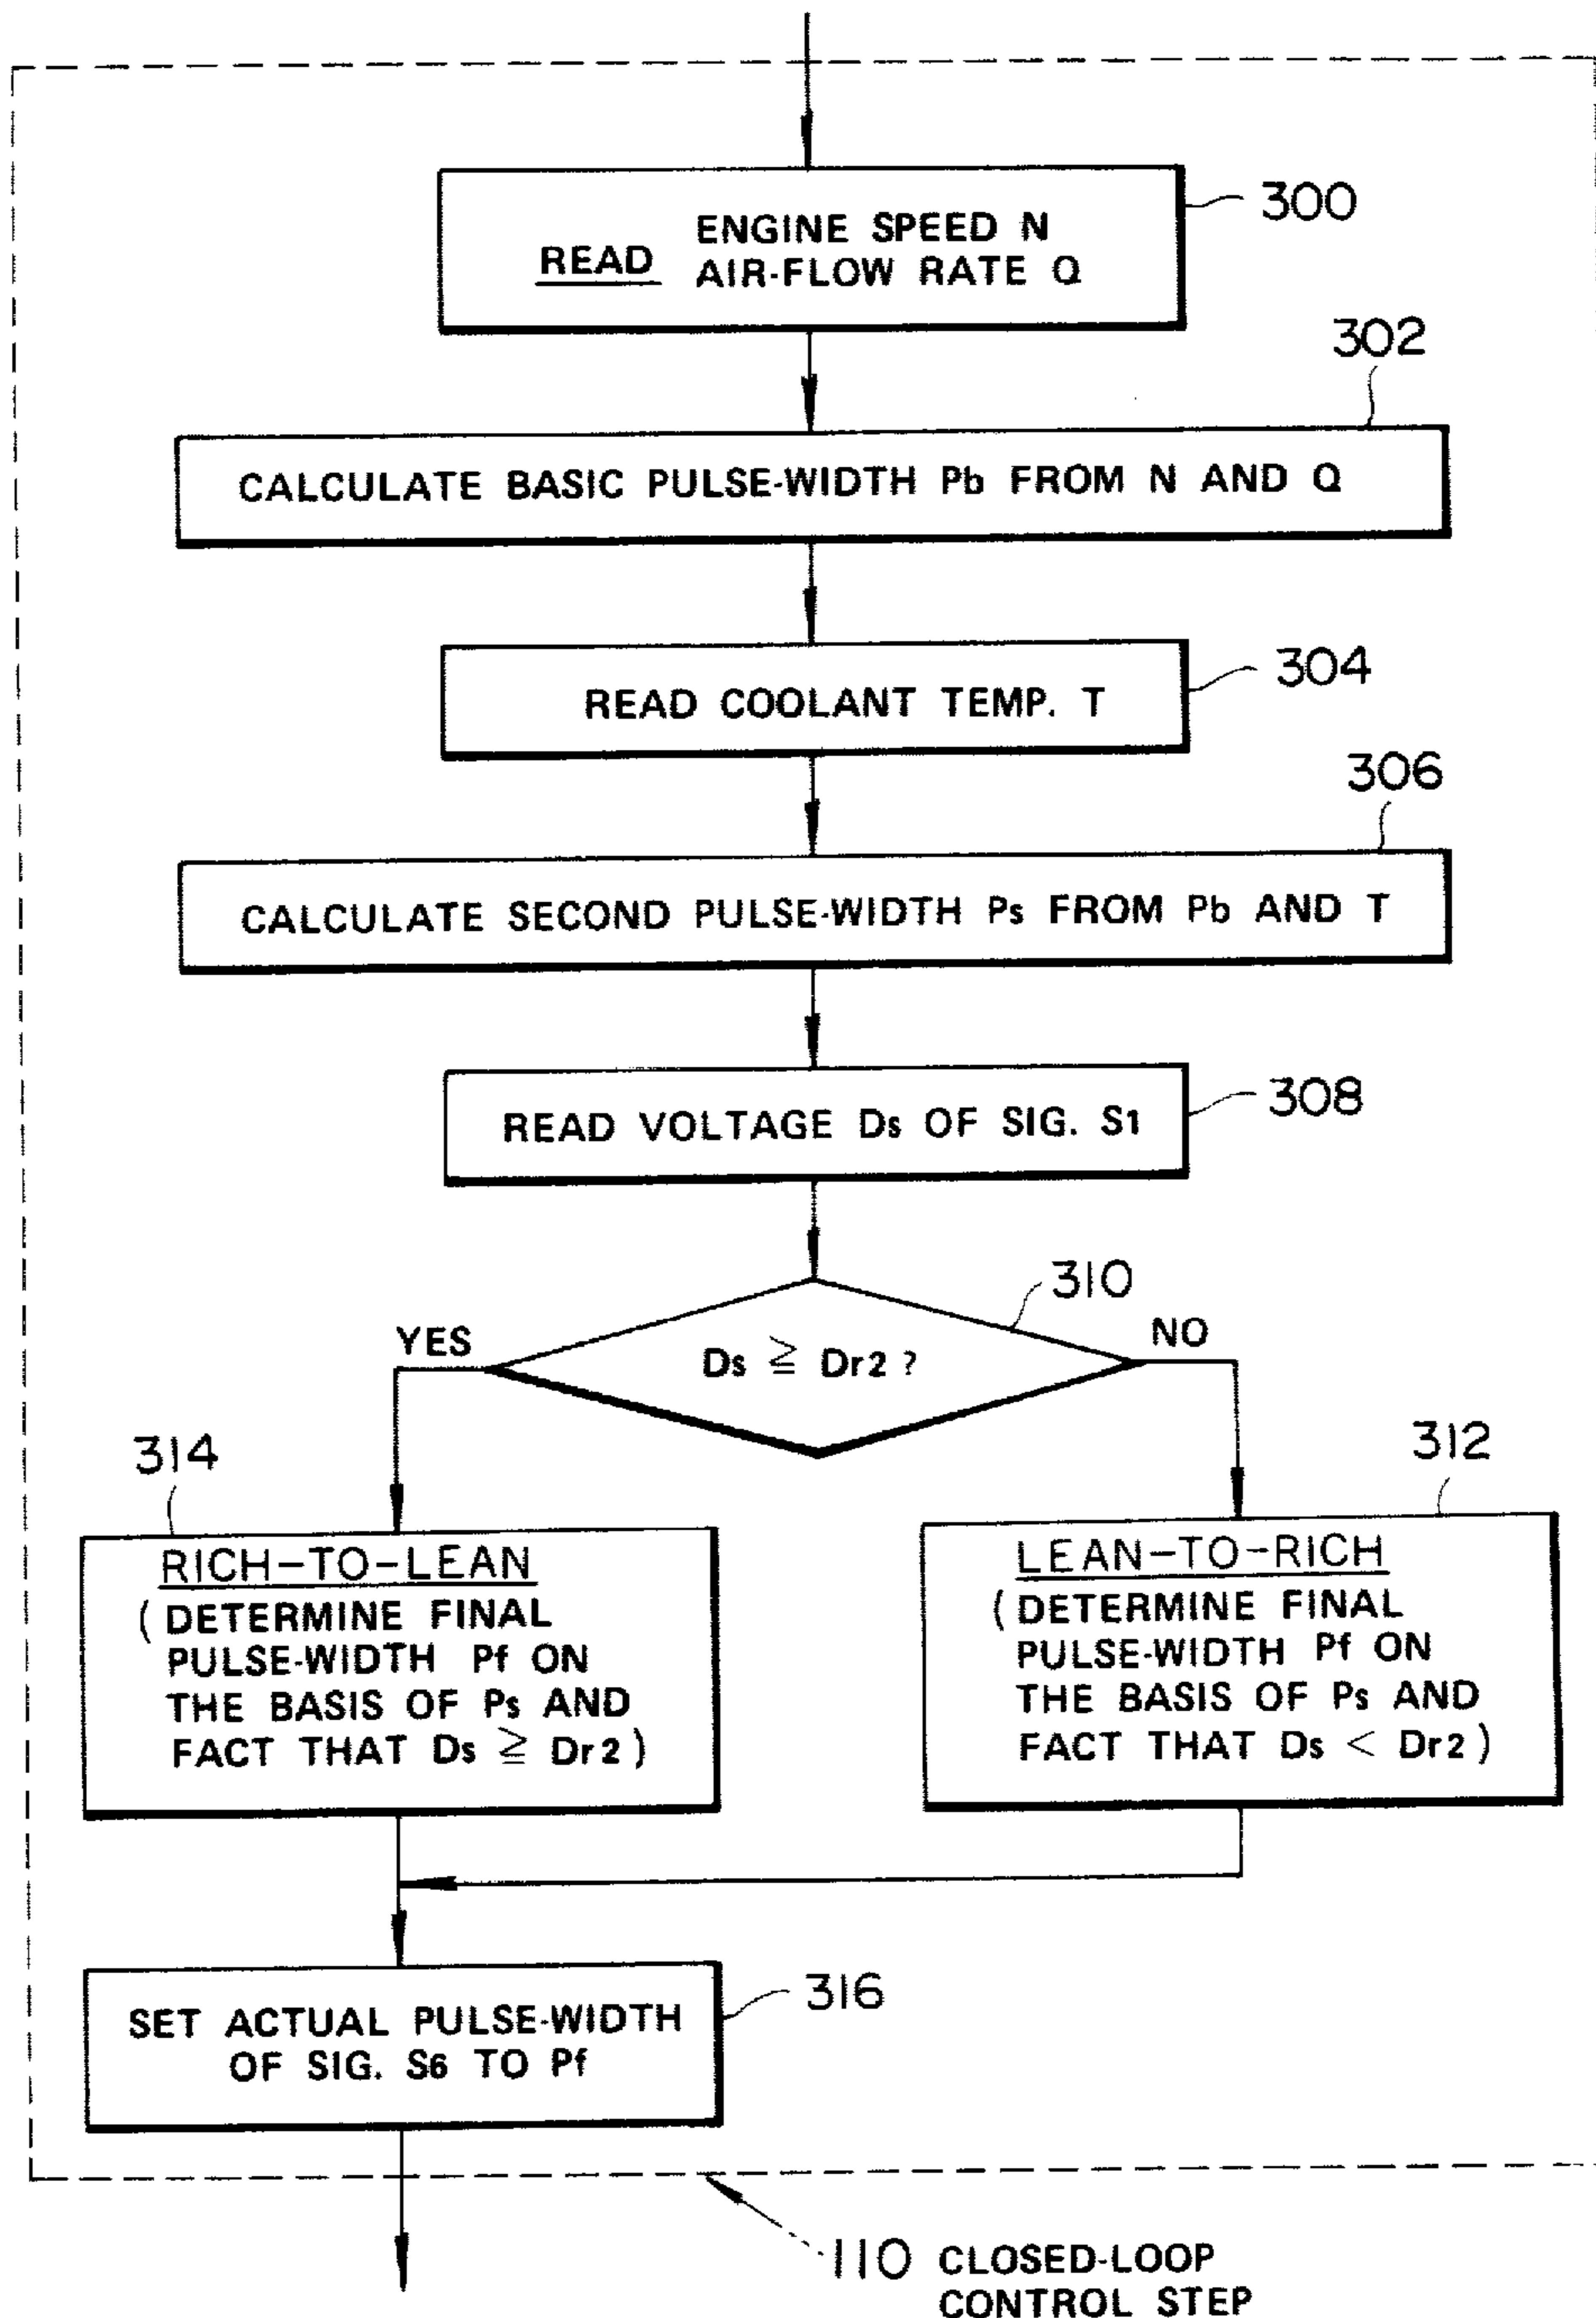 300
ENGINE SPEED N
READ AIR-FLOW RATE Q
302
CALCULATE BASIC PULSE-WIDTH Pb FROM N AND Q
304
READ COOLANT TEMP. T
306
CALCULATE SECOND PULSE-WIDTH Ps FROM Pb AND T
308
READ VOLTAGE Ds OF SIG. S1
310
YES
Ds ≧ Dr2 ?
NO
314
RICH-TO-LEAN
( DETERMINE FINAL
PULSE-WIDTH Pf ON
THE BASIS OF Ps AND
FACT THAT Ds ≧ Dr2 )
312
LEAN-TO-RICH
( DETERMINE FINAL
PULSE-WIDTH Pf ON
THE BASIS OF Ps AND
FACT THAT Ds < Dr2 )
316
SET ACTUAL PULSE-WIDTH
OF SIG. S6 TO Pf
110 CLOSED-LOOP
CONTROL STEP